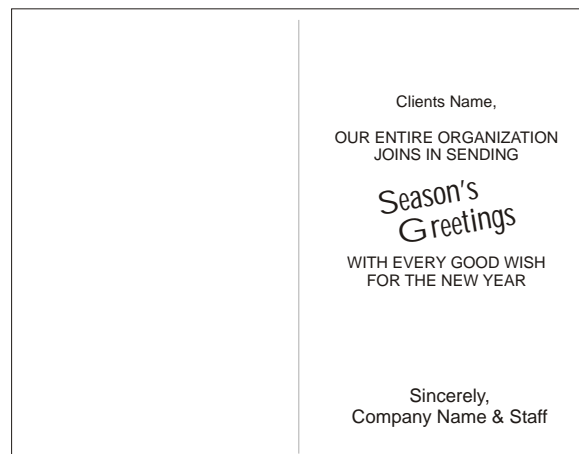 Clients Name,
OUR ENTIRE ORGANIZATION
JOINS IN SENDING
Season's
Greetings
WITH EVERY GOOD WISH
FOR THE NEW YEAR
Sincerely,
Company Name & Staff